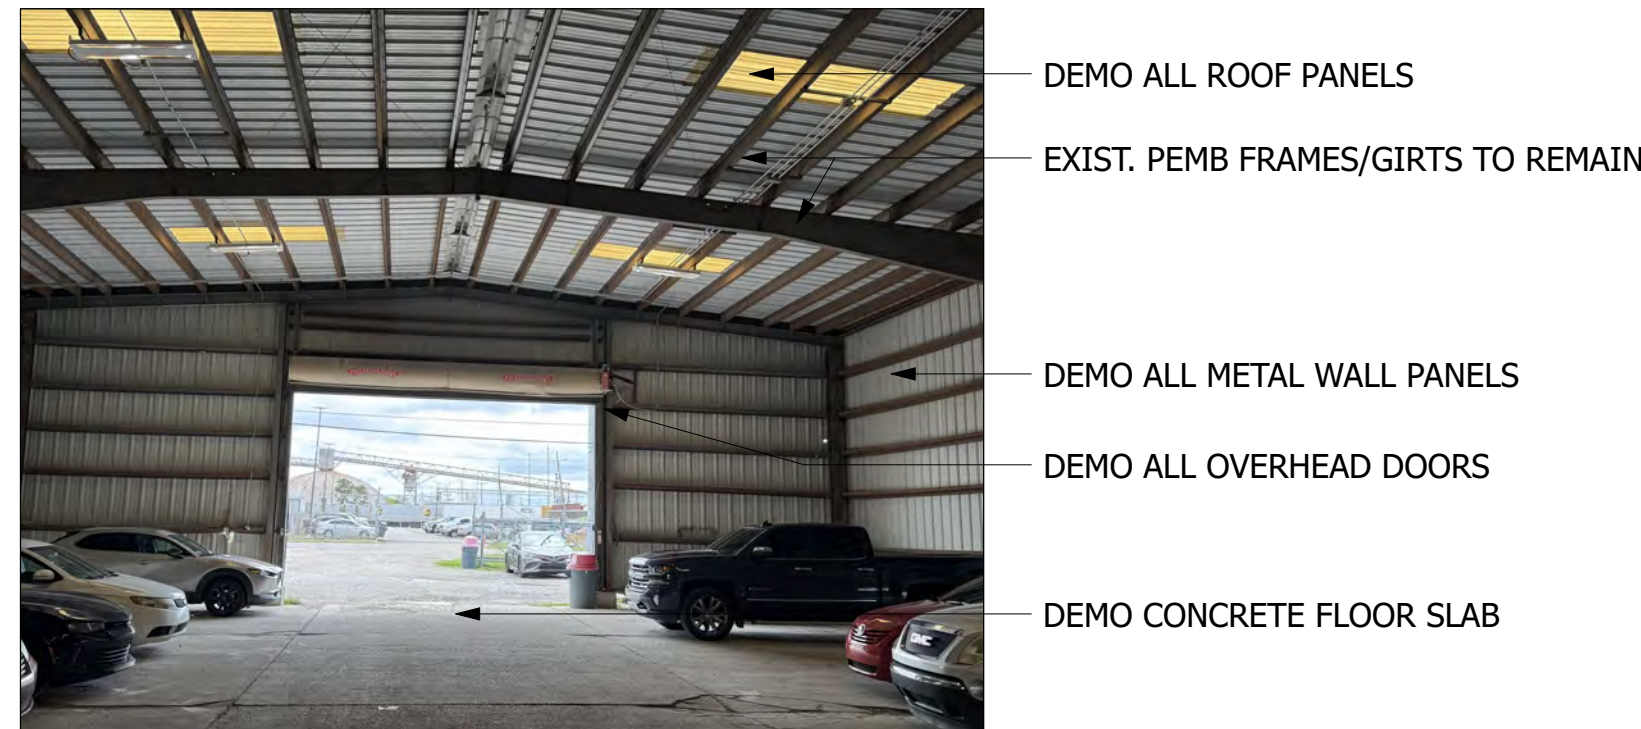 DEMO ALL ROOF PANELS
EXIST. PEMB FRAMES/GIRTS TO REMAIN
DEMO ALL METAL WALL PANELS
DEMO ALL OVERHEAD DOORS
DEMO CONCRETE FLOOR SLAB
GMC